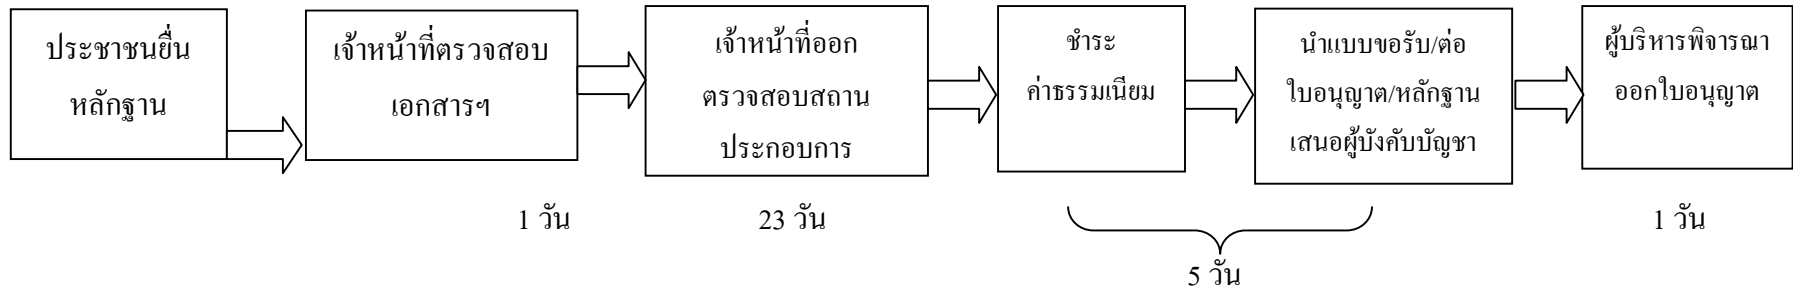 ประชาชนยื่น
หลักฐาน
เจ้าหน้าที่ตรวจสอบ
เอกสารฯ
เจ้าหน้าที่ออก
ตรวจสอบสถาน
ประกอบการ
ชำระ
ค่าธรรมเนียม
นำแบบขอรับ/ต่อ
ใบอนุญาต/หลักฐาน
เสนอผู้บังคับบัญชา
ผู้บริหารพิจารณา
ออกใบอนุญาต
1 วัน
23 วัน
5 วัน
1 วัน